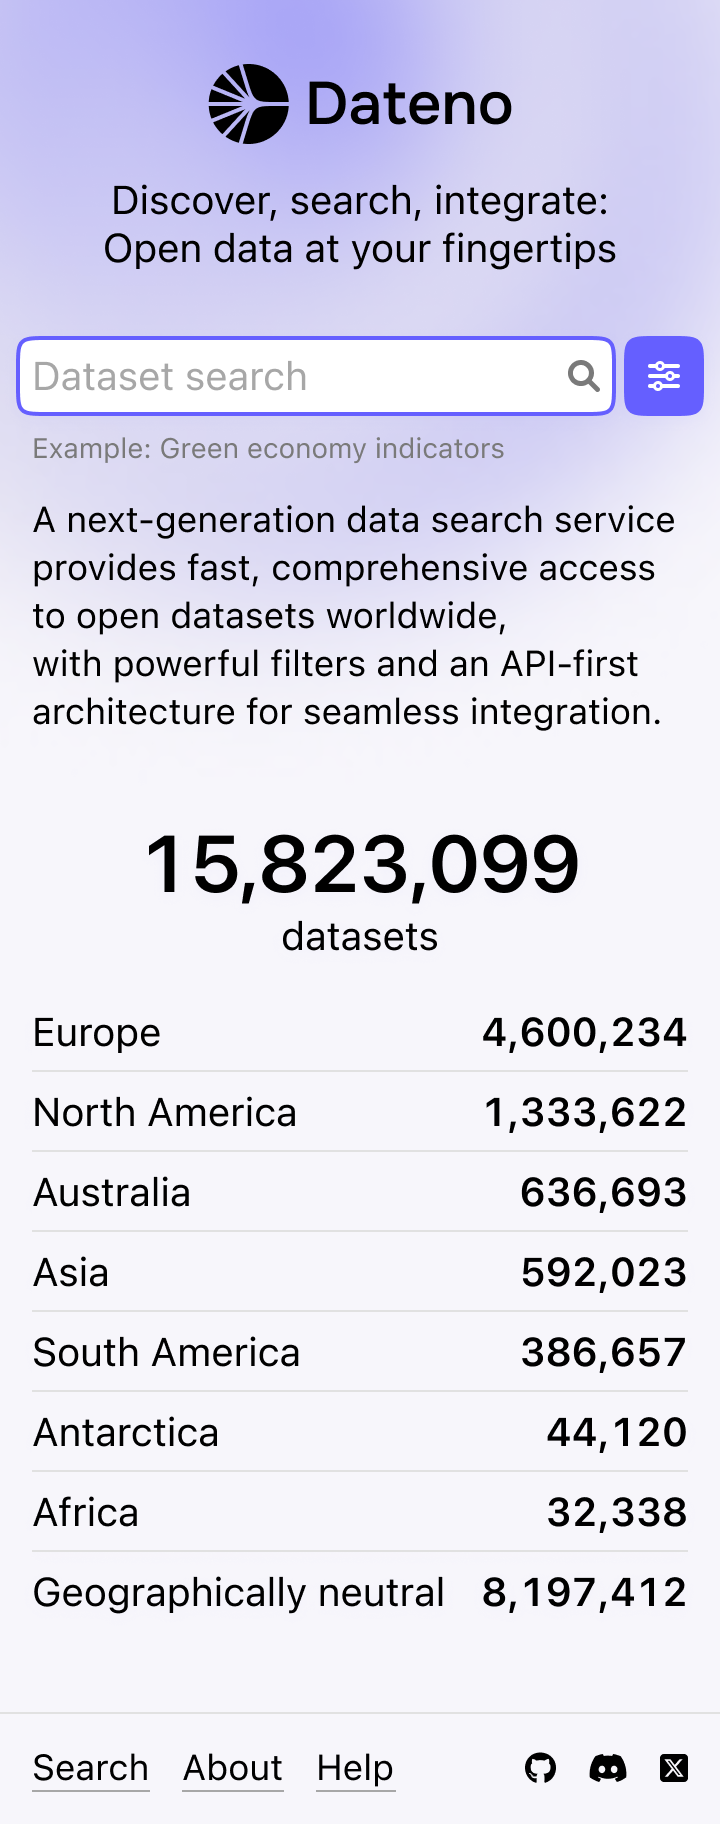 Dateno
Discover, search, integrate:
Open data at your fingertips
Dataset search
Example: Green economy indicators
A next-generation data search service
provides fast, comprehensive access
to open datasets worldwide,
with powerful filters and an API-first
architecture for seamless integration.
15,823,099
datasets
Europe 4,600,234
North America 1,333,622
Australia 636,693
Asia 592,023
South America 386,657
Antarctica 44,120
Africa 32,338
Geographically neutral 8,197,412
Search About Help